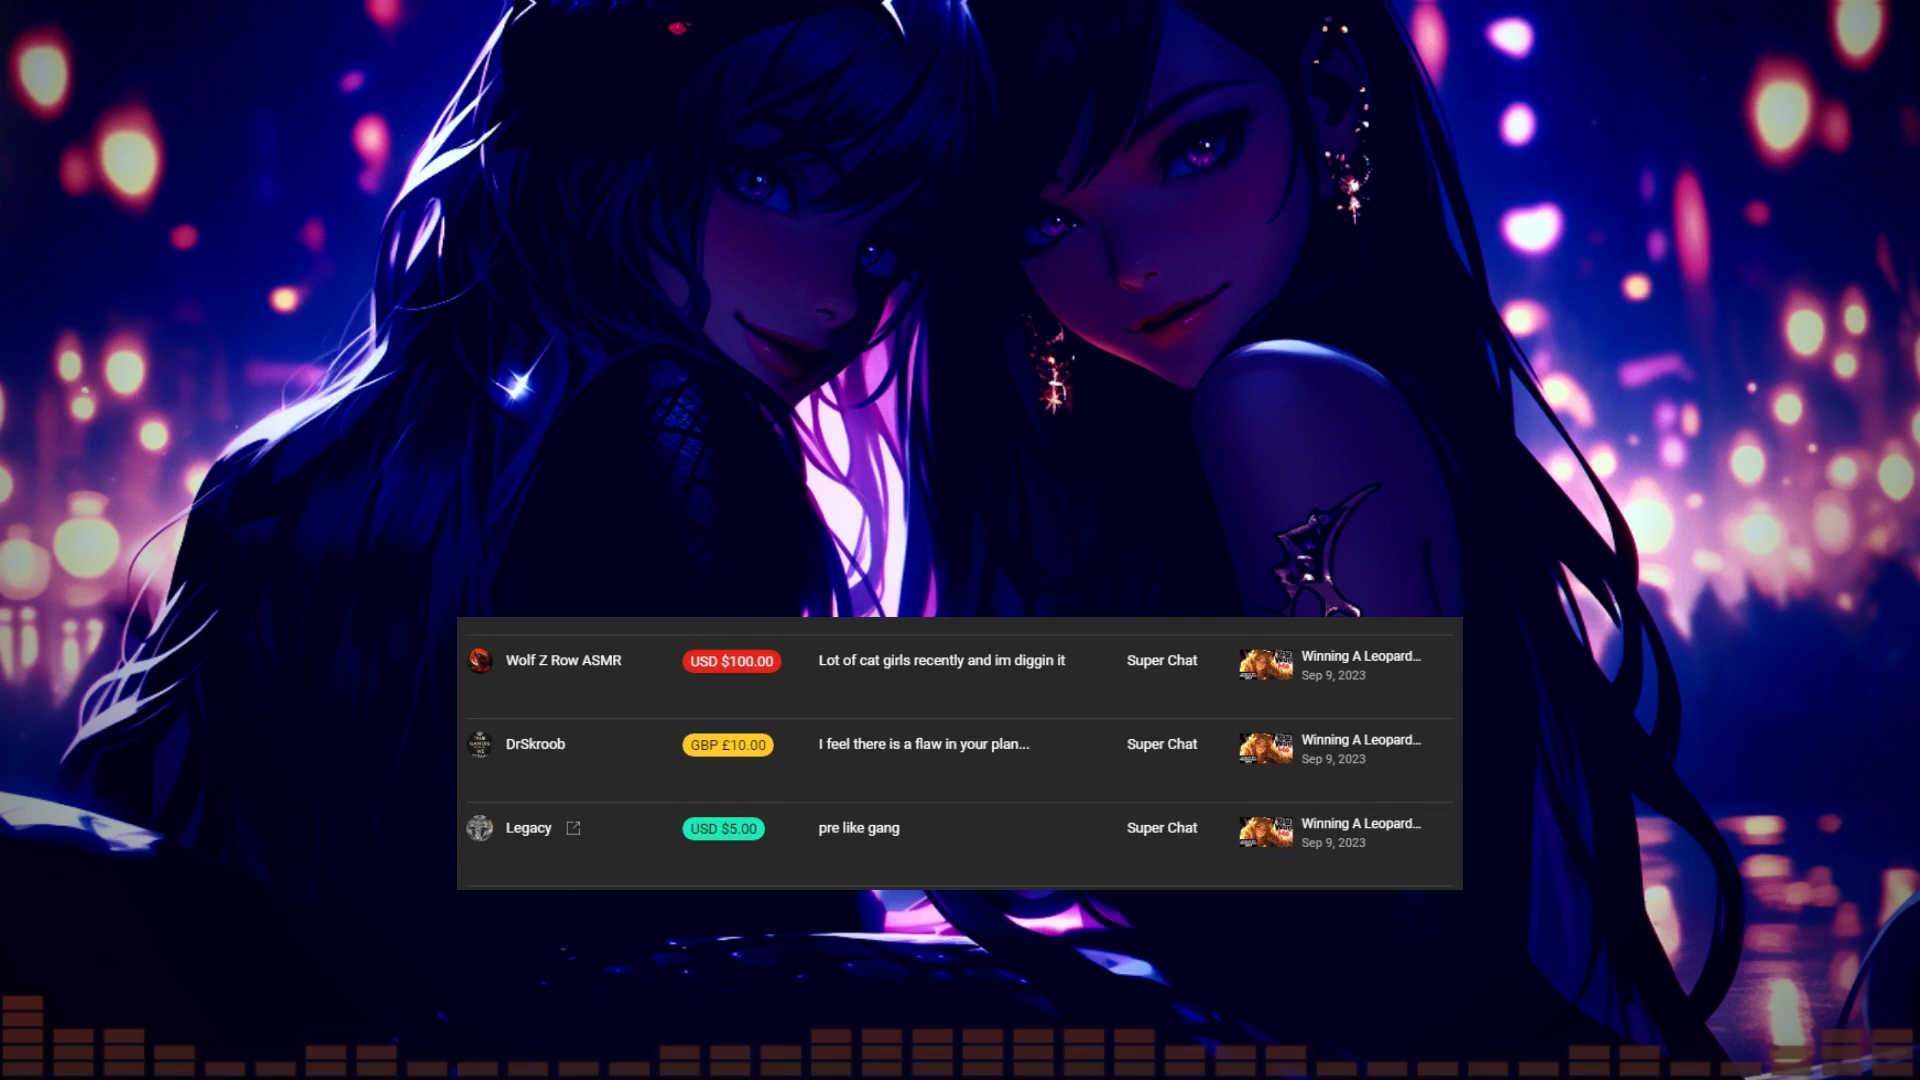 Wolf Z Row ASMR USD $100.00 Lot of cat girls recently and im diggin it Super Chat Winning A Leopard...
Sep 9, 2023
DrSkroob GBP £10.00 I feel there is a flaw in your plan... Super Chat Winning A Leopard...
Sep 9, 2023
Legacy USD $5.00 pre like gang Super Chat Winning A Leopard...
Sep 9, 2023